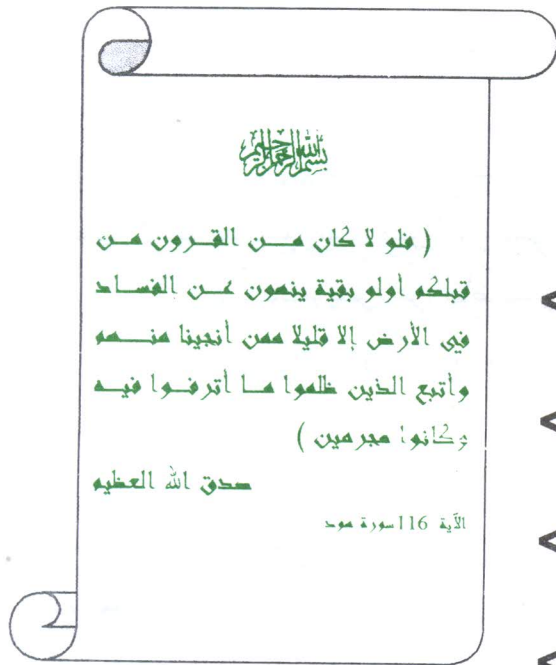 بسم الله الرحمن الرحيم
( فلو لا كان من القرون من
قبلكم أولو بقية ينهون عن الفساد
في الأرض إلا قليلا ممن أنجينا منهم
وأتبع الذين ظلموا ما أترفوا فيه
وكانوا مجرمين )
صدق الله العظيم
الآية 116 سورة هود